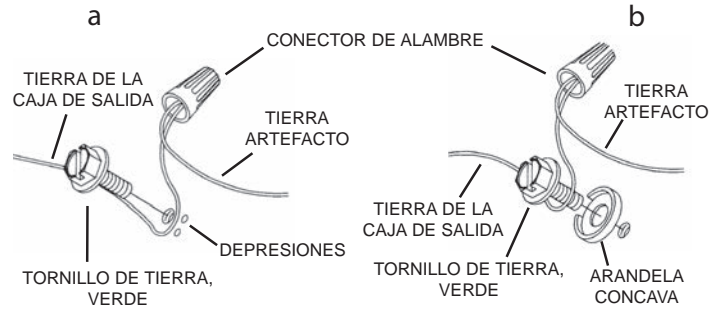 a
b
CONECTOR DE ALAMBRE
TIERRA DE LA
CAJA DE SALIDA
TIERRA
ARTEFACTO
DEPRESIONES
TORNILLO DE TIERRA,
VERDE
TIERRA
ARTEFACTO
TIERRA DE LA
CAJA DE SALIDA
TORNILLO DE TIERRA,
VERDE
ARANDELA
CONCAVA